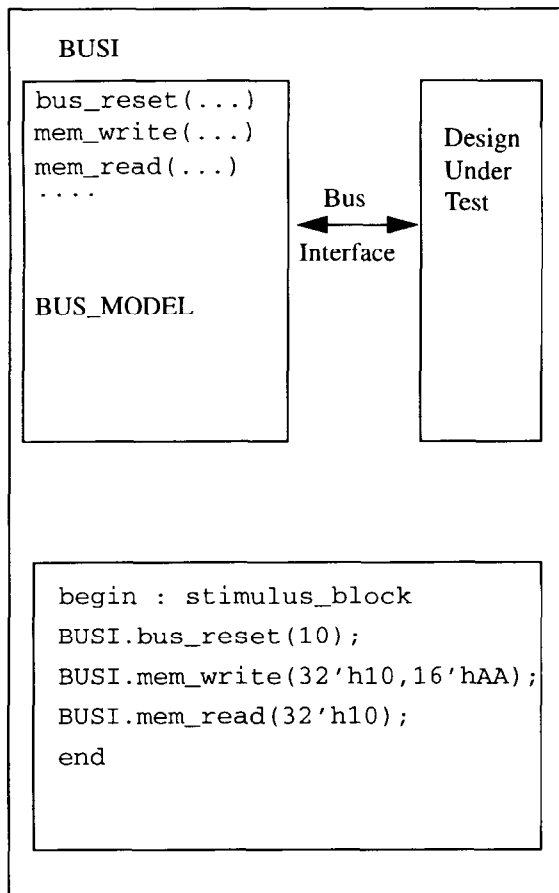 BUSI
bus_reset(...)
mem_write(...)
mem_read(...)
....
BUS_MODEL
Bus
Interface
Design
Under
Test
begin : stimulus_block
BUSI.bus_reset(10);
BUSI.mem_write(32'h10,16'hAA);
BUSI.mem_read(32'h10);
end